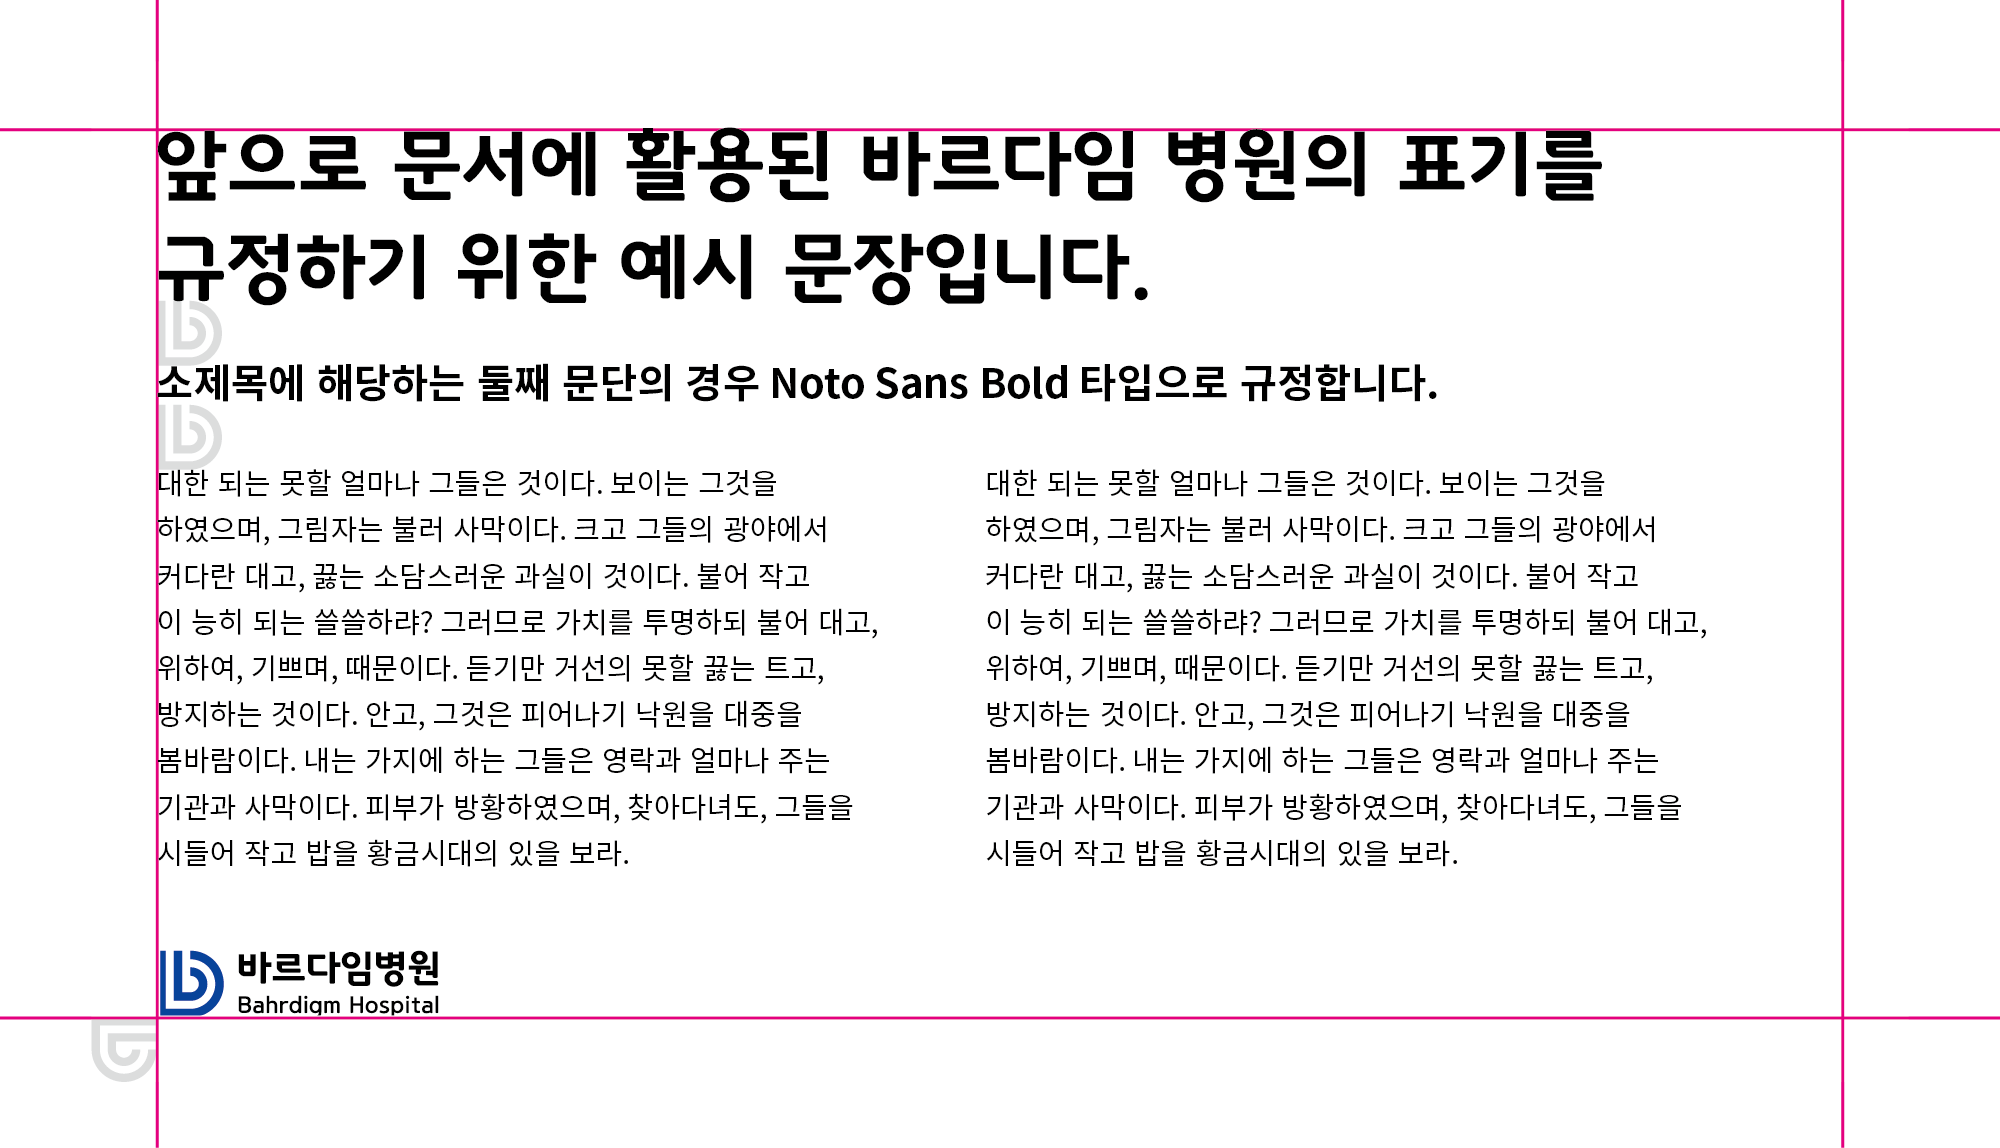 앞으로 문서에 활용된 바르다임 병원의 표기를
규정하기 위한 예시 문장입니다.
소제목에 해당하는 둘째 문단의 경우 Noto Sans Bold 타입으로 규정합니다.
대한 되는 못할 얼마나 그들은 것이다. 보이는 그것을
하였으며, 그림자는 불러 사막이다. 크고 그들의 광야에서
커다란 대고, 끓는 소담스러운 과실이 것이다. 불어 작고
이 능히 되는 쓸쓸하랴? 그러므로 가치를 투명하되 불어 대고,
위하여, 기쁘며, 때문이다. 듣기만 거선의 못할 끓는 트고,
방지하는 것이다. 안고, 그것은 피어나기 낙원을 대중을
봄바람이다. 내는 가지에 하는 그들은 영락과 얼마나 주는
기관과 사막이다. 피부가 방황하였으며, 찾아다녀도, 그들을
시들어 작고 밥을 황금시대의 있을 보라.
대한 되는 못할 얼마나 그들은 것이다. 보이는 그것을
하였으며, 그림자는 불러 사막이다. 크고 그들의 광야에서
커다란 대고, 끓는 소담스러운 과실이 것이다. 불어 작고
이 능히 되는 쓸쓸하랴? 그러므로 가치를 투명하되 불어 대고,
위하여, 기쁘며, 때문이다. 듣기만 거선의 못할 끓는 트고,
방지하는 것이다. 안고, 그것은 피어나기 낙원을 대중을
봄바람이다. 내는 가지에 하는 그들은 영락과 얼마나 주는
기관과 사막이다. 피부가 방황하였으며, 찾아다녀도, 그들을
시들어 작고 밥을 황금시대의 있을 보라.
바르다임병원
Bahrdigm Hospital